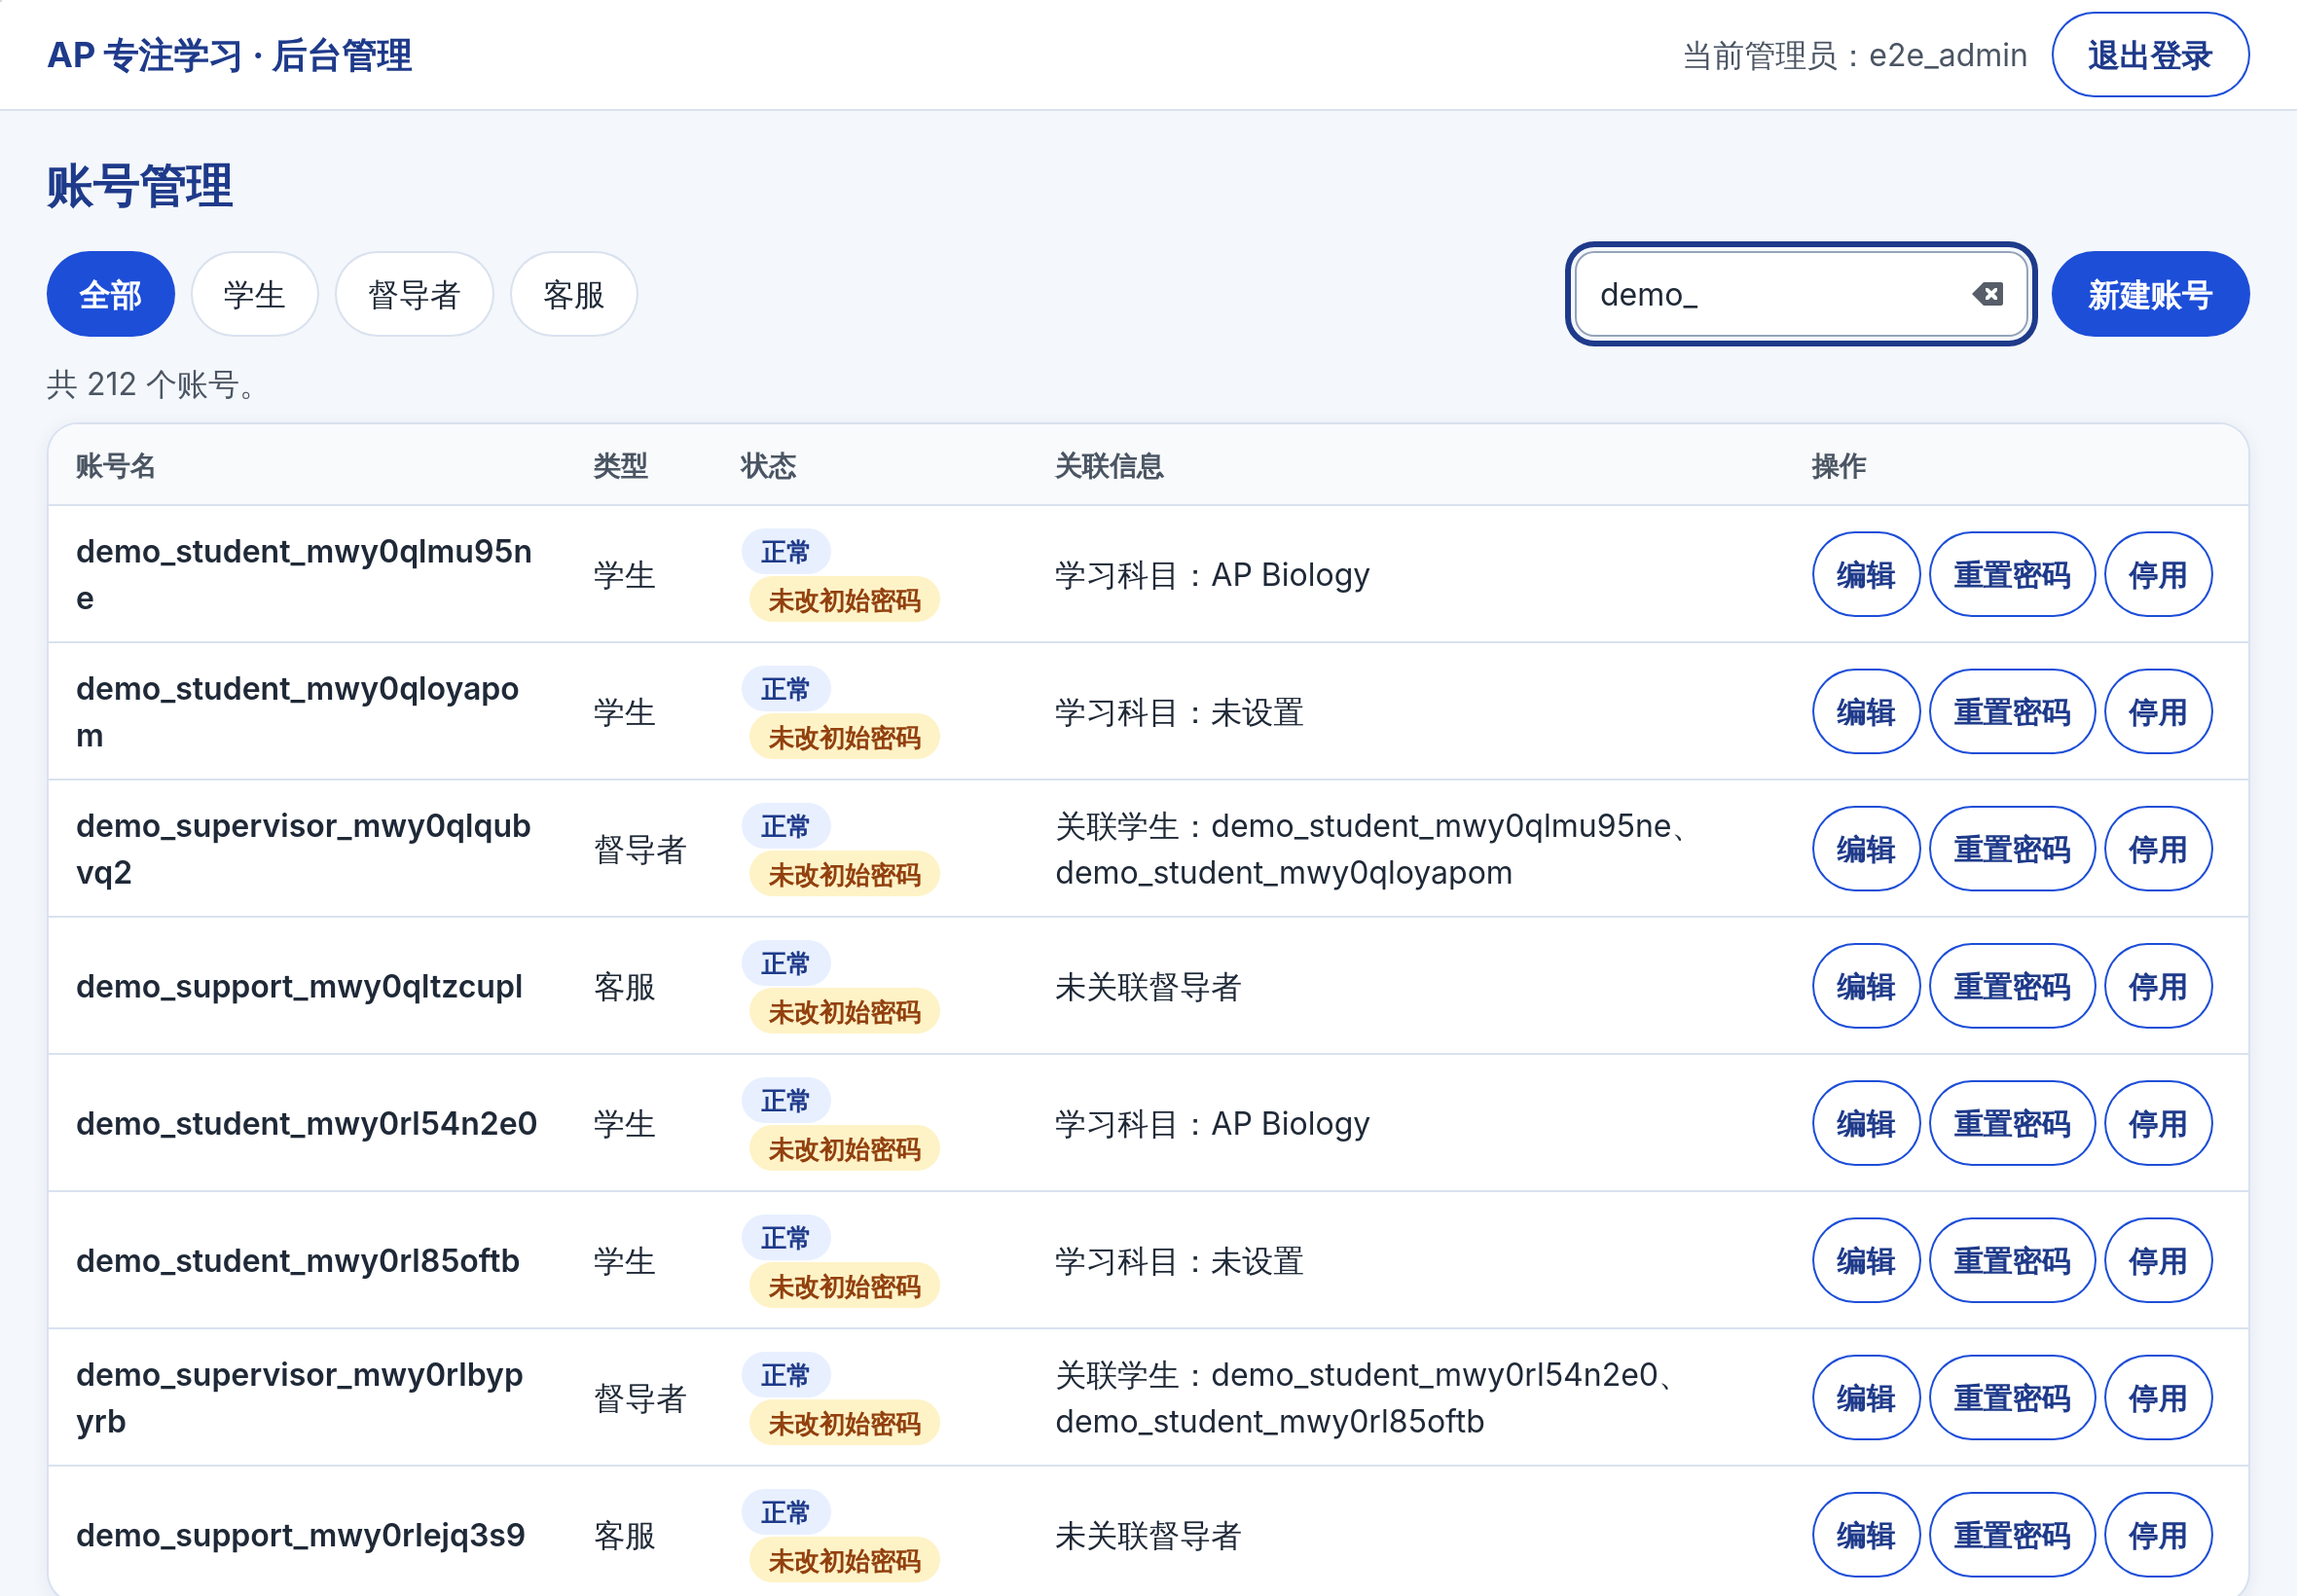 AP 专注学习 · 后台管理
当前管理员：e2e_admin
退出登录
账号管理
全部
学生
督导者
客服
demo_
新建账号
共 212 个账号。
账号名 类型 状态 关联信息 操作
demo_student_mwy0qlmu95n
e
学生
正常
未改初始密码
学习科目：AP Biology
编辑 重置密码 停用
demo_student_mwy0qloyapo
m
学生
正常
未改初始密码
学习科目：未设置
编辑 重置密码 停用
demo_supervisor_mwy0qlqub
vq2
督导者
正常
未改初始密码
关联学生：demo_student_mwy0qlmu95ne、
demo_student_mwy0qloyapom
编辑 重置密码 停用
demo_support_mwy0qltzcupl
客服
正常
未改初始密码
未关联督导者
编辑 重置密码 停用
demo_student_mwy0rl54n2e0
学生
正常
未改初始密码
学习科目：AP Biology
编辑 重置密码 停用
demo_student_mwy0rl85oftb
学生
正常
未改初始密码
学习科目：未设置
编辑 重置密码 停用
demo_supervisor_mwy0rlbyp
yrb
督导者
正常
未改初始密码
关联学生：demo_student_mwy0rl54n2e0、
demo_student_mwy0rl85oftb
编辑 重置密码 停用
demo_support_mwy0rlejq3s9
客服
正常
未改初始密码
未关联督导者
编辑 重置密码 停用